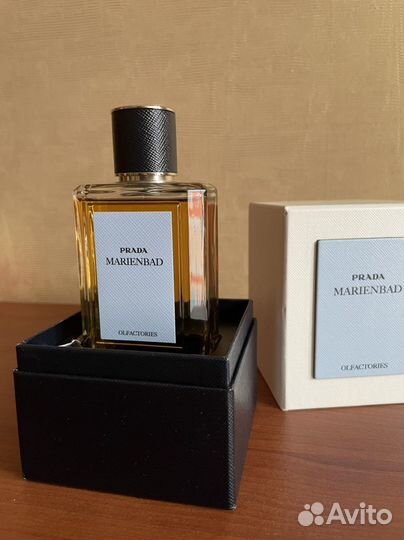 PRADA
MARIENBAD
OLFACTORIES
PRADA
MARIENBAD
OLFACTORIES
Avito